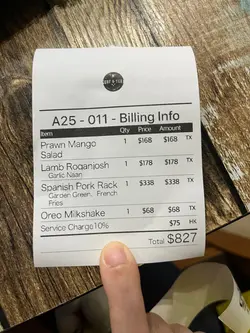 A25 - 011 - Billing Info
Item Qty Price Amount
Prawn Mango 1 $168 $168 TX
Salad
Lamb Roganjosh 1 $178 $178 TX
Garlic Naan
Spanish Pork Rack 1 $338 $338 TX
Garden Green... French
Fries
Oreo Milkshake 1 $68 $68 TX
Service Charge10% $75 HK
Total $827